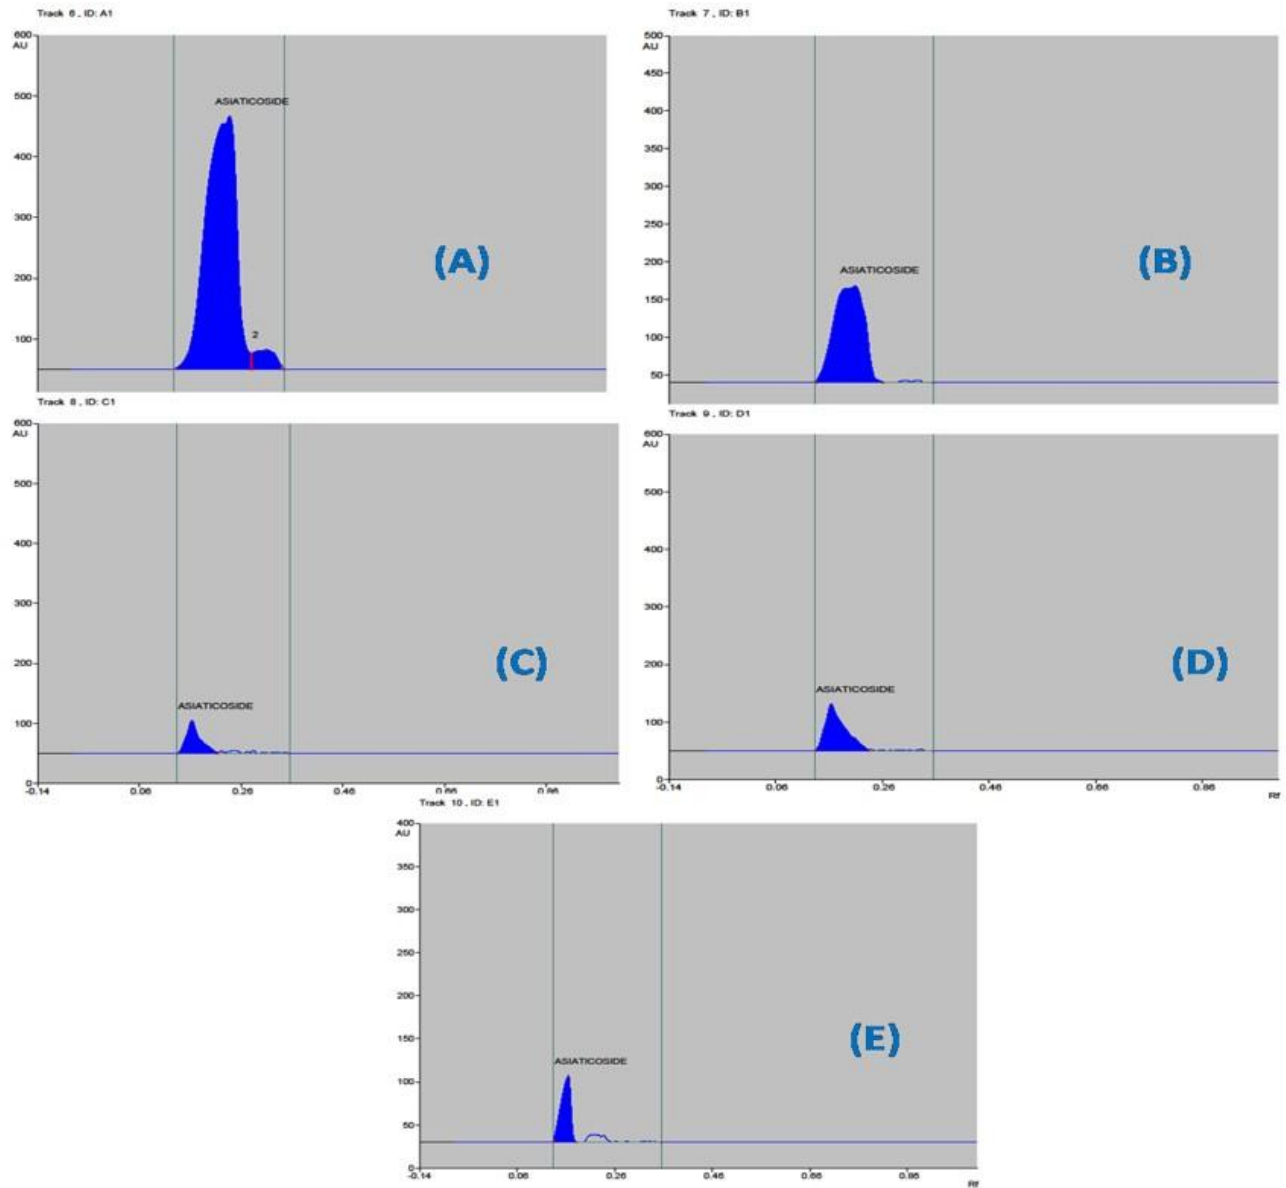 Track 6 , ID: A1
600
AU
500
400
300
200
100
ASIATICOSIDE
2
(A)
Track 7 , ID: B1
500
AU
450
400
350
300
250
200
150
100
50
ASIATICOSIDE
(B)
Track 8 , ID: C1
600
AU
500
400
300
200
100
0
ASIATICOSIDE
(C)
-0.14 0.06 0.26 0.46
Track 9 , ID: D1
600
AU
500
400
300
200
100
0
ASIATICOSIDE
(D)
-0.14 0.06 0.26 0.46 0.66 0.86
Rf
Track 10 , ID: E1
400
AU
350
300
250
200
150
100
50
0
ASIATICOSIDE
(E)
-0.14 0.06 0.26 0.46 0.66 0.86
Rf